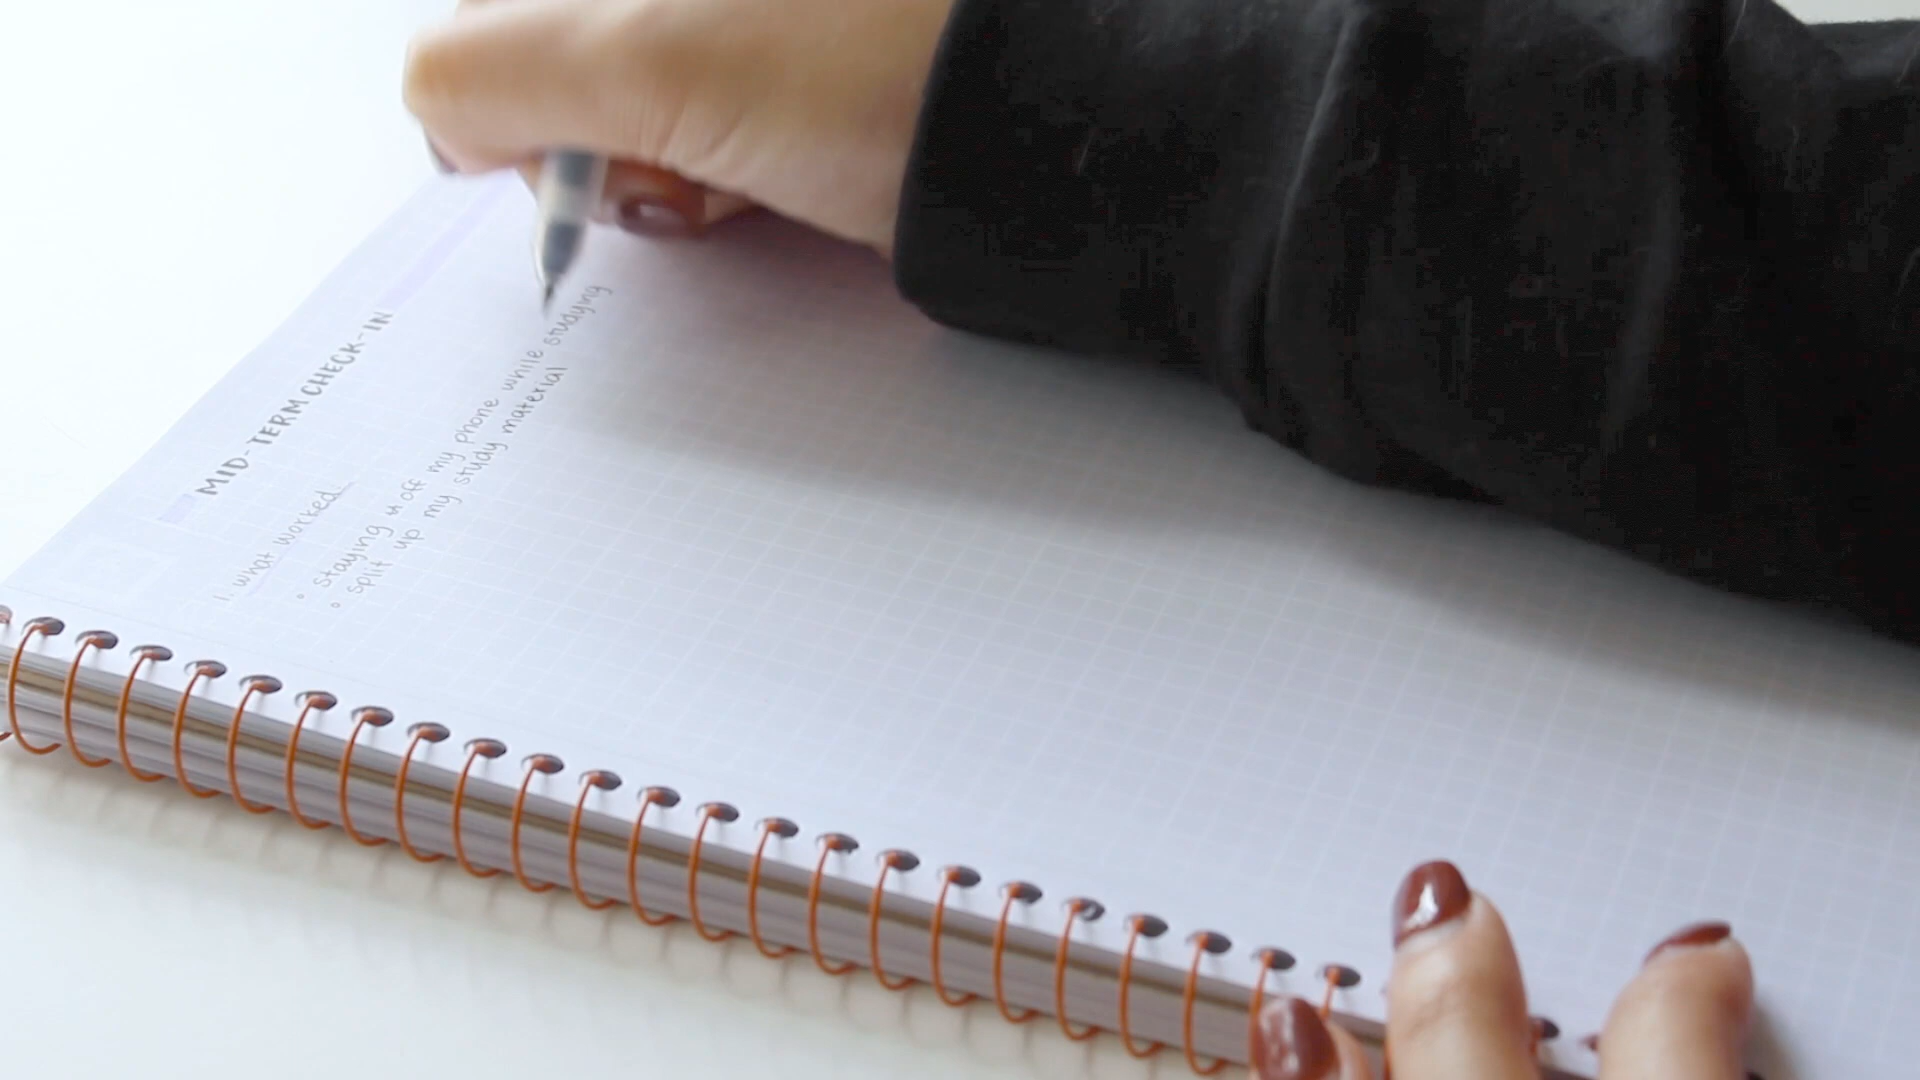 MID-TERM CHECK-IN
1. what worked:
° staying off my phone while studying
° split up my study material